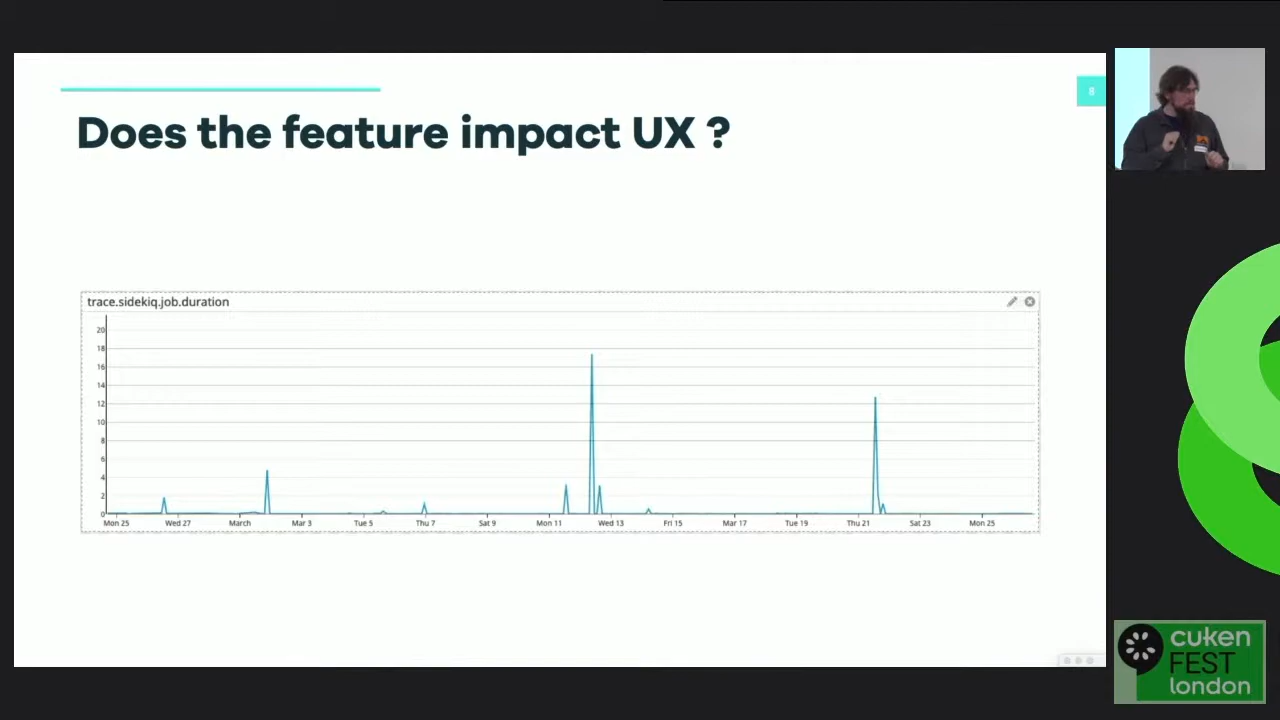 Does the feature impact UX ?
8
trace.sidekiq.job.duration
20
18
16
14
12
10
8
6
4
2
0
Mon 25 Wed 27 March Mar 3 Tue 5 Thu 7 Sat 9 Mon 11 Wed 13 Fri 15 Mar 17 Tue 19 Thu 21 Sat 23 Mon 25
cuken
FEST
london